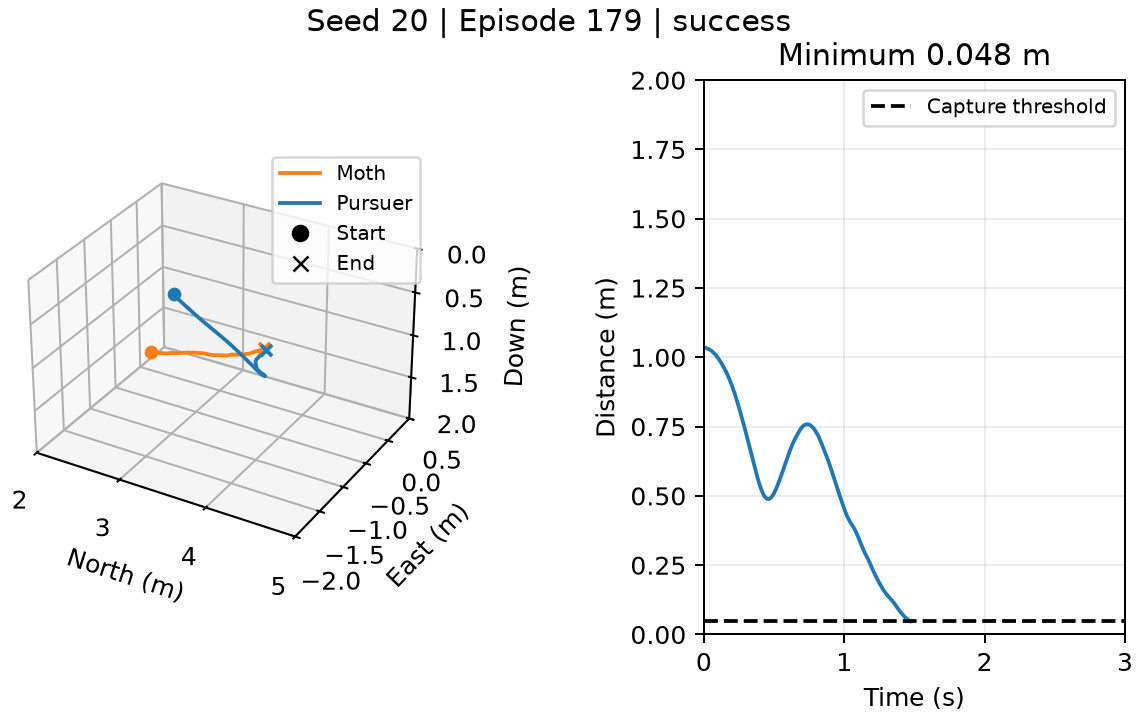 Seed 20 | Episode 179 | success
Moth
Pursuer
Start
End
0.0
0.5
1.0
1.5
2.0
Down (m)
0.5
0.0
−0.5
−1.0
−1.5
−2.0
East (m)
2
3
4
5
North (m)
Minimum 0.048 m
Capture threshold
2.00
1.75
1.50
1.25
1.00
0.75
0.50
0.25
0.00
Distance (m)
0
1
2
3
Time (s)